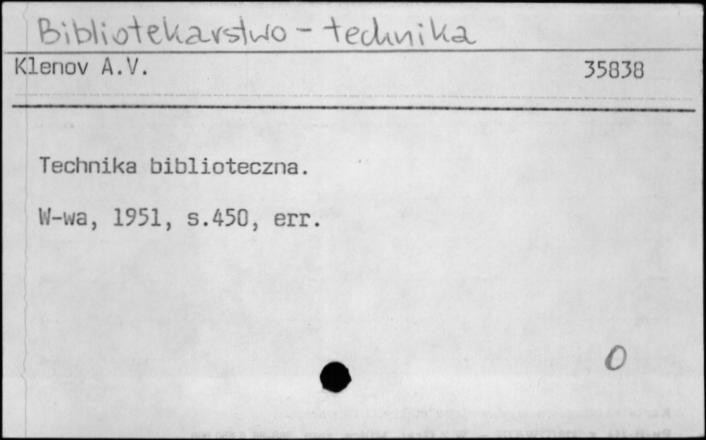 Bibliotekarstwo - technika
Klenov A.V. 35838
Technika biblioteczna.
W-wa, 1951, s.450, err.
0